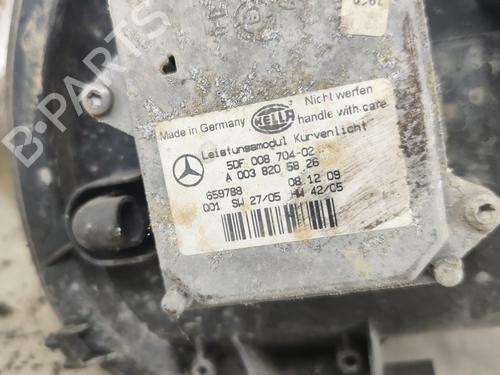 Made in Germany HELLA Nicht werfen
handle with care
Leistungsmodul Kurvenlicht
5DF 008 704-02
A 003 820 58 26
659788 08.12.09
Q01 SW 27/05 HW 42/05
B-PARTS